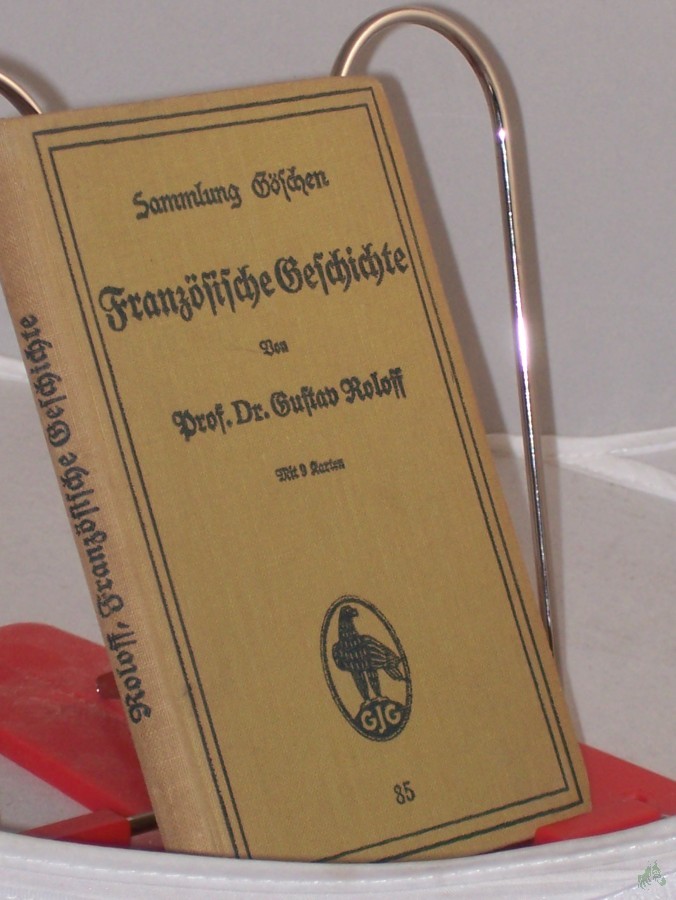 Sammlung Göschen
Französische Geschichte
Von
Prof. Dr. Gustav Roloff
Mit 9 Karten
GJG
85
Roloff, Französische Geschichte